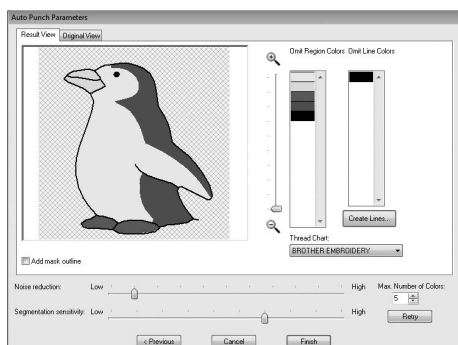 Auto Punch Parameters
Result View Original View
Omit Region Colors Omit Line Colors
Create Lines...
Thread Chart:
BROTHER EMBROIDERY
Add mask outline
Noise reduction: Low High Max. Number of Colors:
5
Segmentation sensitivity: Low High
Retry
< Previous Cancel Finish